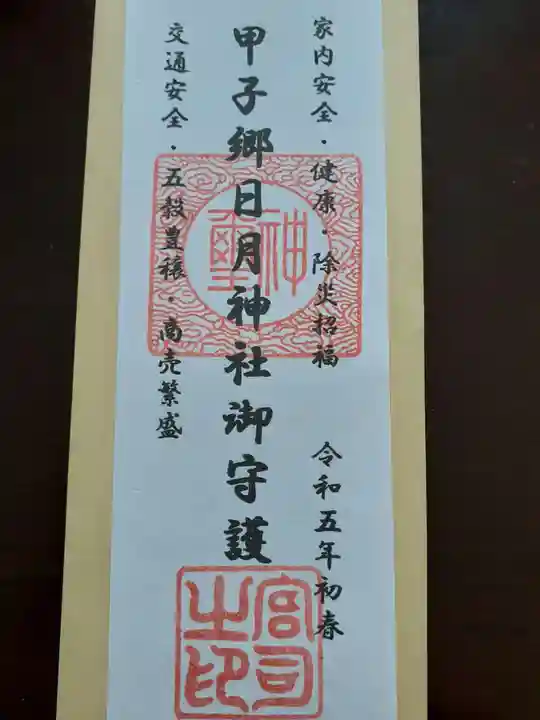 家内安全・健康・除災招福
令和五年初春
甲子郷日月神社御守護
交通安全・五穀豊穣・商売繁盛
神璽
宮司之印